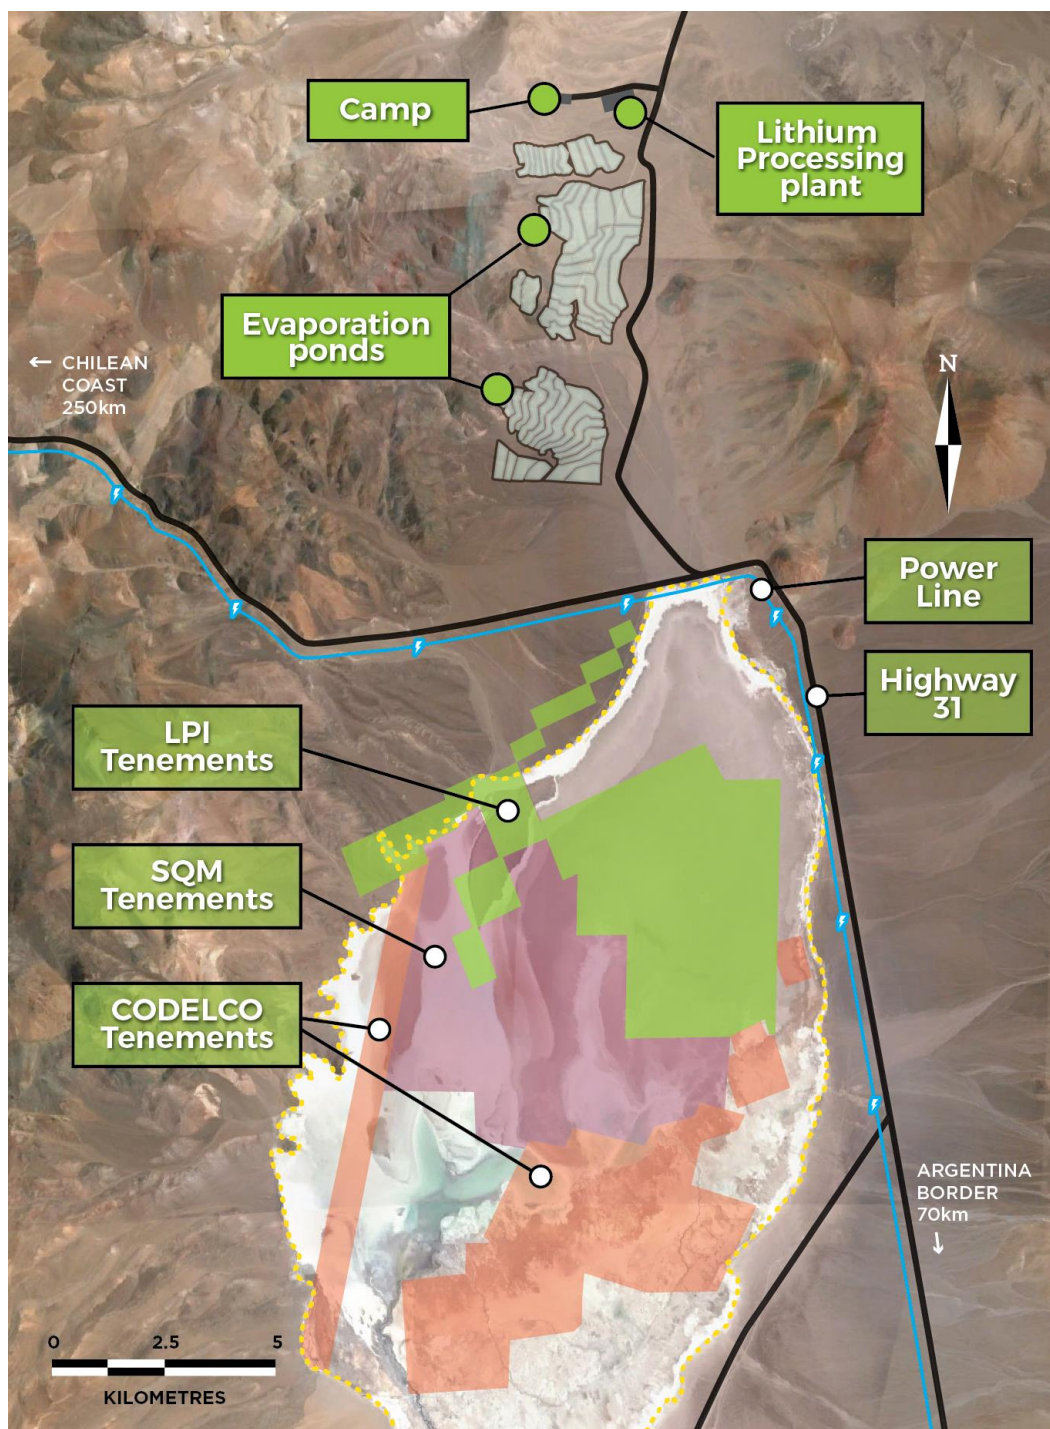 Camp
Lithium
Processing
plant
Evaporation
ponds
← CHILEAN
COAST
250km
N
Power
Line
Highway
31
LPI
Tenements
SQM
Tenements
CODELCO
Tenements
ARGENTINA
BORDER
70km
↓
0 2.5 5
KILOMETRES